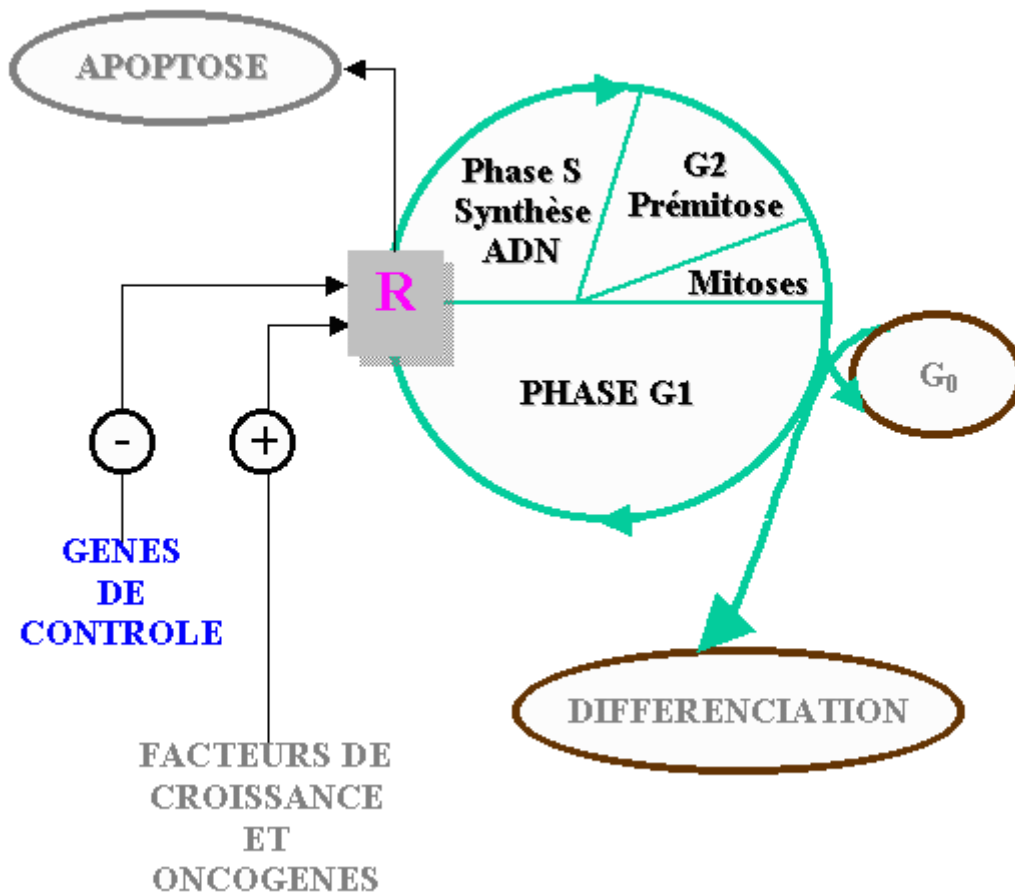 APOPTOSE
Phase S
Synthèse
ADN
G2
Prémitose
Mitoses
R
PHASE G1
G₀
-
+
GENES
DE
CONTROLE
DIFFERENCIATION
FACTEURS DE
CROISSANCE
ET
ONCOGENES